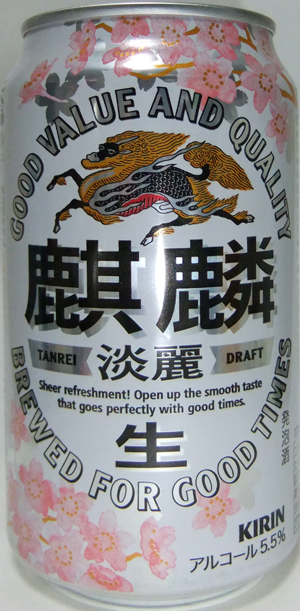 GOOD VALUE AND QUALITY
麒麟
TANREI 淡麗 DRAFT
Sheer refreshment! Open up the smooth taste
that goes perfectly with good times.
生
BREWED FOR GOOD TIMES
KIRIN
アルコール 5.5%